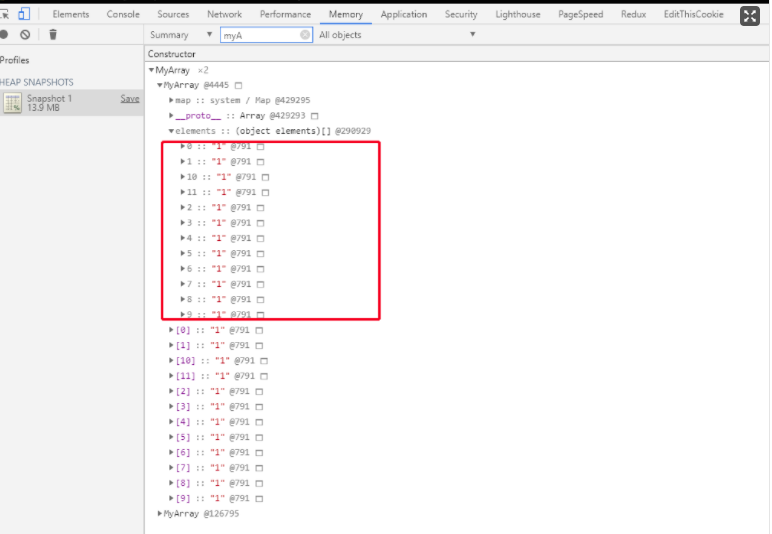 Elements Console Sources Network Performance Memory Application Security Lighthouse PageSpeed Redux EditThisCookie
Summary ▼ myA All objects ▼
Profiles
HEAP SNAPSHOTS
Snapshot 1 Save
13.9 MB
Constructor
▼MyArray ×2
▼MyArray @4445
▶map :: system / Map @429295
▶__proto__ :: Array @429293
▼elements :: (object elements)[] @290929
▶0 :: "1" @791
▶1 :: "1" @791
▶10 :: "1" @791
▶11 :: "1" @791
▶2 :: "1" @791
▶3 :: "1" @791
▶4 :: "1" @791
▶5 :: "1" @791
▶6 :: "1" @791
▶7 :: "1" @791
▶8 :: "1" @791
▶9 :: "1" @791
▶[0] :: "1" @791
▶[1] :: "1" @791
▶[10] :: "1" @791
▶[11] :: "1" @791
▶[2] :: "1" @791
▶[3] :: "1" @791
▶[4] :: "1" @791
▶[5] :: "1" @791
▶[6] :: "1" @791
▶[7] :: "1" @791
▶[8] :: "1" @791
▶[9] :: "1" @791
▶MyArray @126795